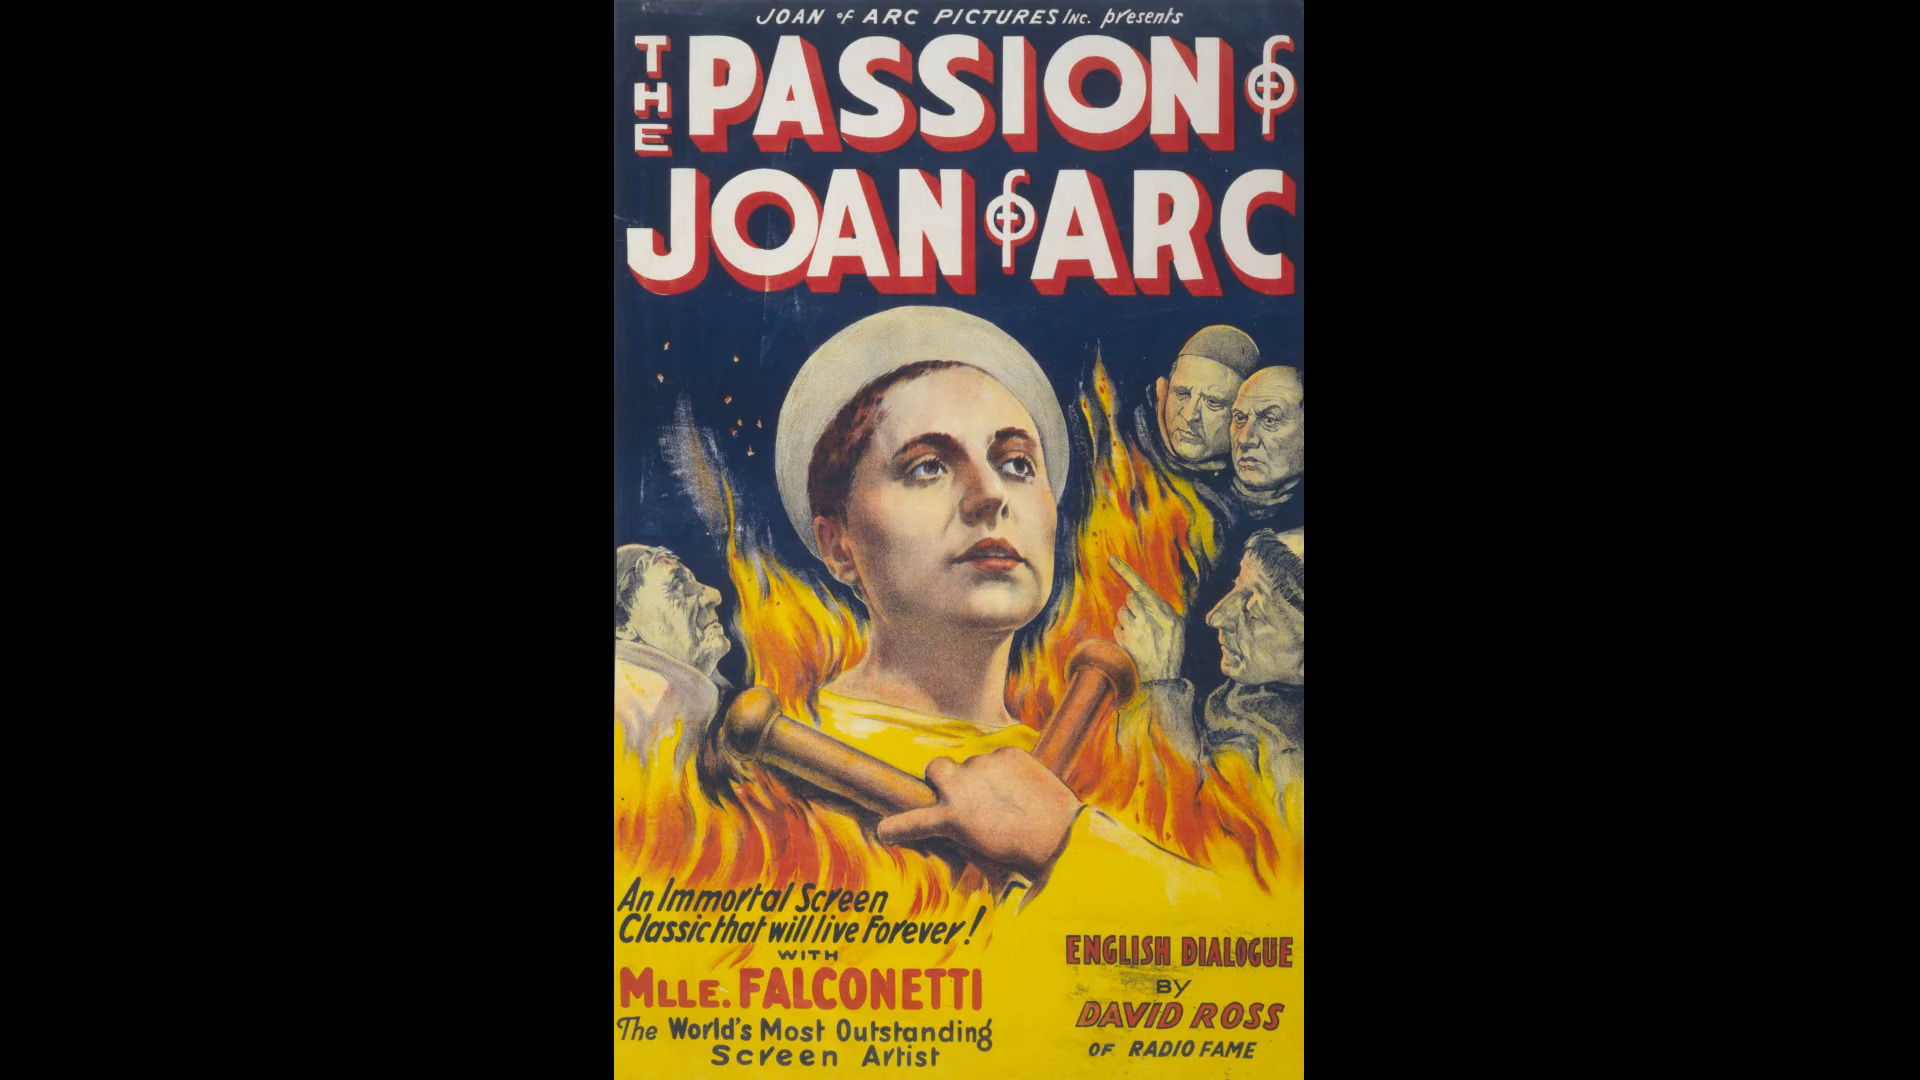 JOAN OF ARC PICTURES INC. presents
THE PASSION of
JOAN of ARC
An Immortal Screen
Classic that will live Forever!
WITH
MLLE. FALCONETTI
The World's Most Outstanding
Screen Artist
ENGLISH DIALOGUE
BY
DAVID ROSS
OF RADIO FAME